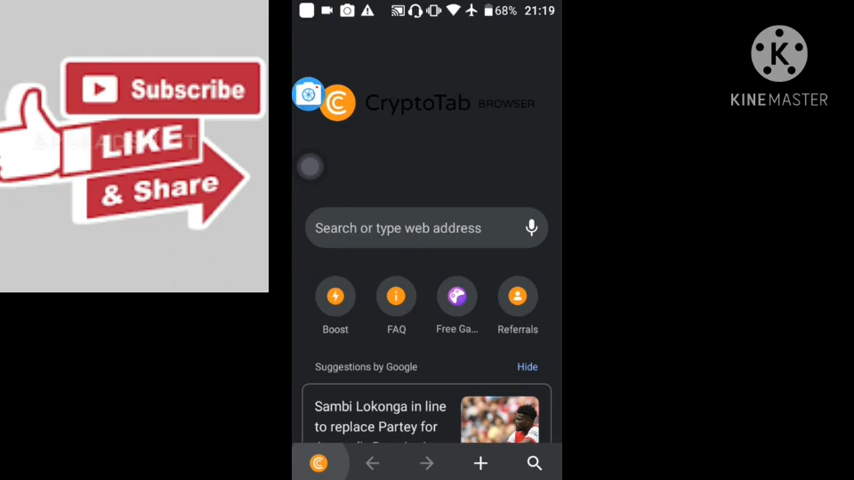 68% 21:19
Subscribe
LIKE
& Share
KINEMASTER
CryptoTab BROWSER
Search or type web address
Boost
FAQ
Free Ga...
Referrals
Suggestions by Google
Hide
Sambi Lokonga in line
to replace Partey for